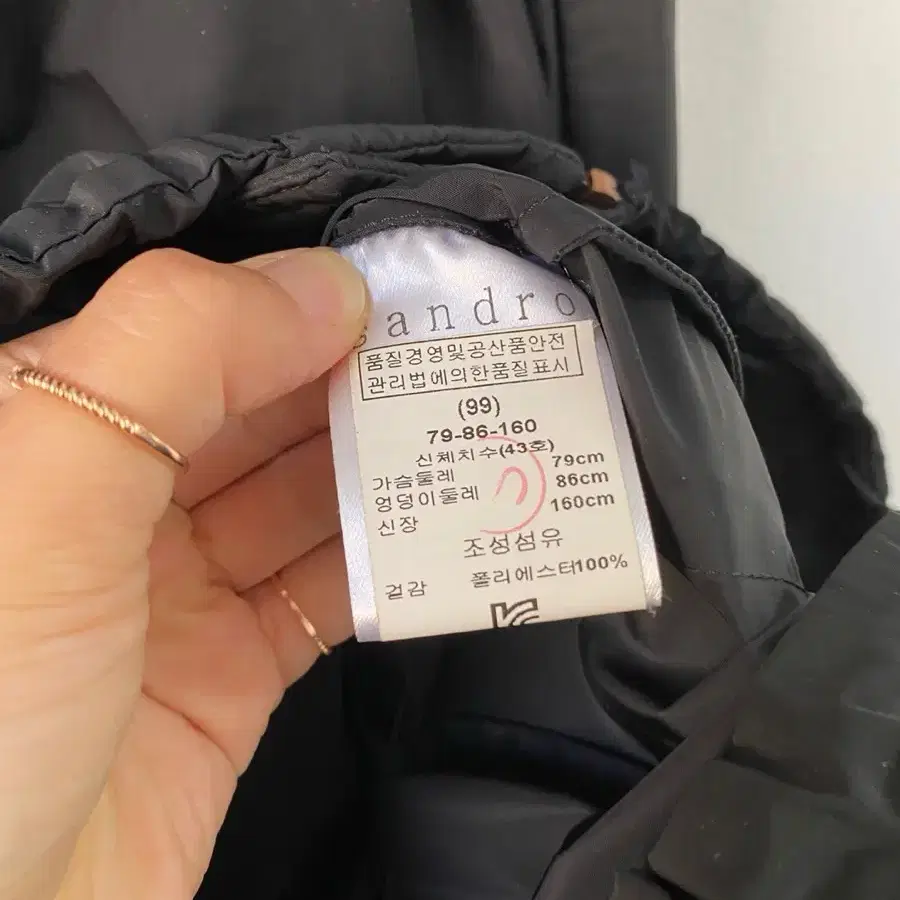 sandro
품질경영및공산품안전
관리법에의한품질표시
(99)
79-86-160
신체치수(43호)
가슴둘레 79cm
엉덩이둘레 86cm
신장 160cm
조성섬유
겉감 폴리에스터100%